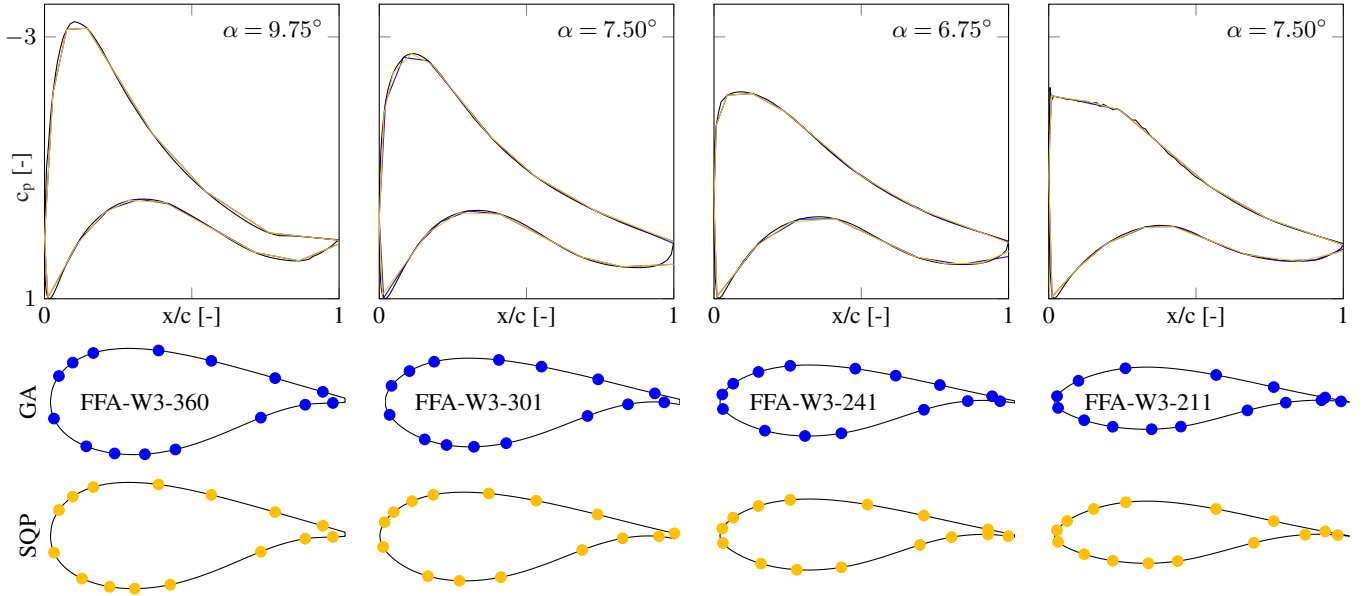 α = 9.75° α = 7.50° α = 6.75° α = 7.50°
−3
c_p [-]
1
0 x/c [-] 1 0 x/c [-] 1 0 x/c [-] 1 0 x/c [-] 1
GA FFA-W3-360 FFA-W3-301 FFA-W3-241 FFA-W3-211
SQP